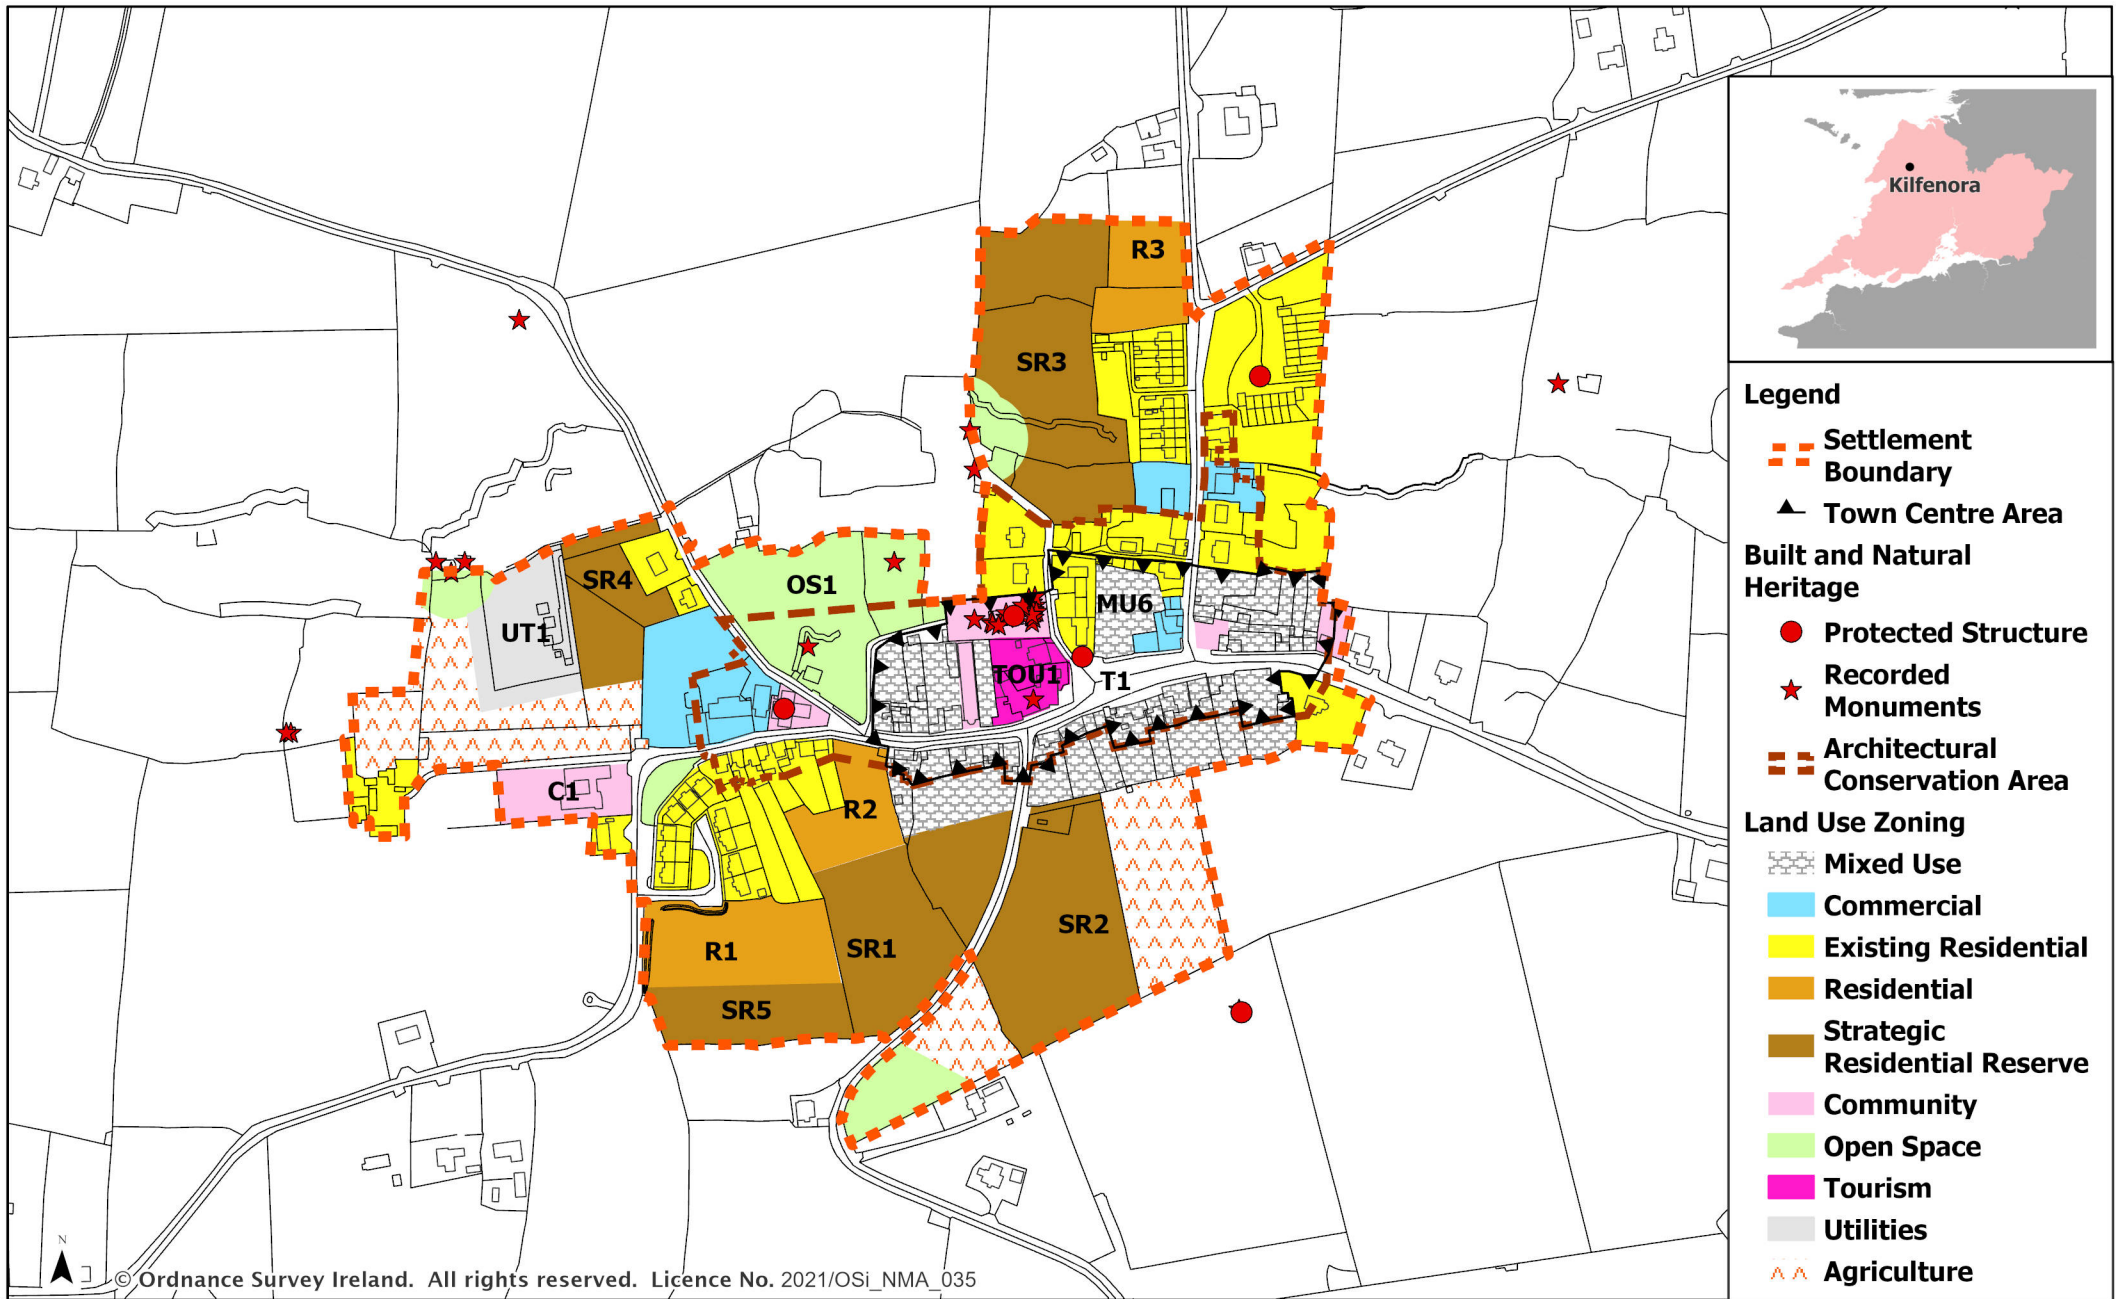 R3
SR3
SR4
OS1
UT1
MU6
TOU1
T1
C1
R2
R1
SR1
SR2
SR5
N
© Ordnance Survey Ireland. All rights reserved. Licence No. 2021/OSi_NMA_035
Kilfenora
Legend
Settlement
Boundary
Town Centre Area
Built and Natural
Heritage
Protected Structure
Recorded
Monuments
Architectural
Conservation Area
Land Use Zoning
Mixed Use
Commercial
Existing Residential
Residential
Strategic
Residential Reserve
Community
Open Space
Tourism
Utilities
Agriculture